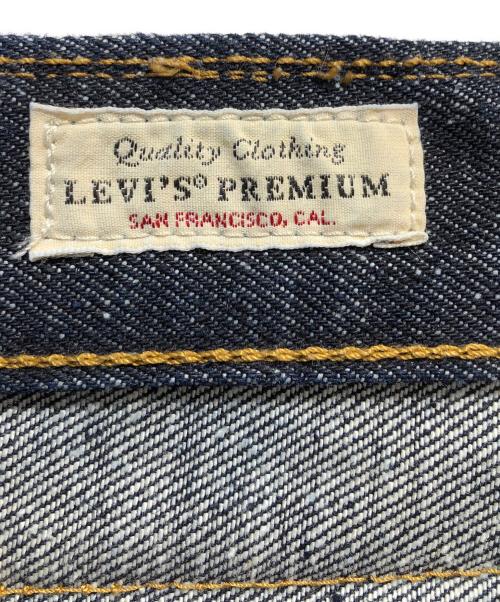 Quality Clothing
LEVI'S® PREMIUM
SAN FRANCISCO, CAL.